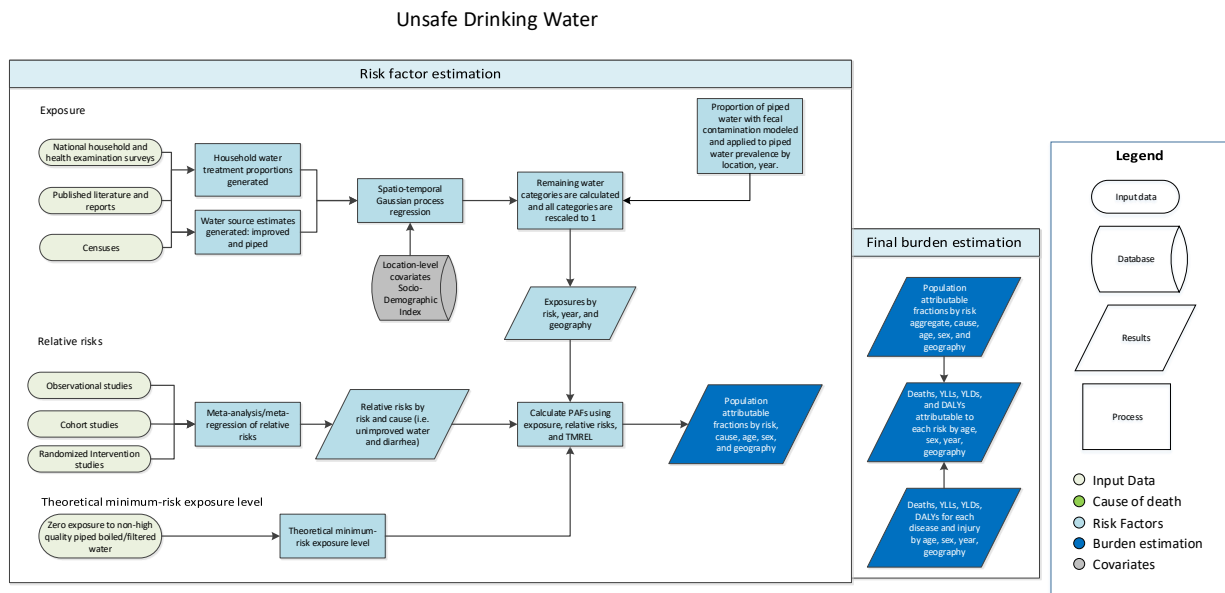 Unsafe Drinking Water
Risk factor estimation
Exposure
National household and
health examination surveys
Published literature and
reports
Censuses
Household water
treatment proportions
generated
Water source estimates
generated: improved
and piped
Spatio-temporal
Gaussian process
regression
Location-level
covariates
Socio-
Demographic
Index
Remaining water
categories are calculated
and all categories are
rescaled to 1
Proportion of piped
water with fecal
contamination modeled
and applied to piped
water prevalence by
location, year.
Exposures by
risk, year, and
geography
Relative risks
Observational studies
Cohort studies
Randomized Intervention
studies
Meta-analysis/meta-
regression of relative
risks
Relative risks by
risk and cause (i.e.
unimproved water
and diarrhea)
Calculate PAFs using
exposure, relative risks,
and TMREL
Population
attributable
fractions by risk,
cause, age, sex,
and geography
Theoretical minimum-risk exposure level
Zero exposure to non-high
quality piped boiled/filtered
water
Theoretical minimum-
risk exposure level
Final burden estimation
Population
attributable
fractions by risk
aggregate, cause,
age, sex, and
geography
Deaths, YLLs, YLDs,
and DALYs
attributable to
each risk by age,
sex, year,
geography
Deaths, YLLs, YLDs,
DALYs for each
disease and injury
by age, sex, year,
geography
Legend
Input data
Database
Results
Process
Input Data
Cause of death
Risk Factors
Burden estimation
Covariates